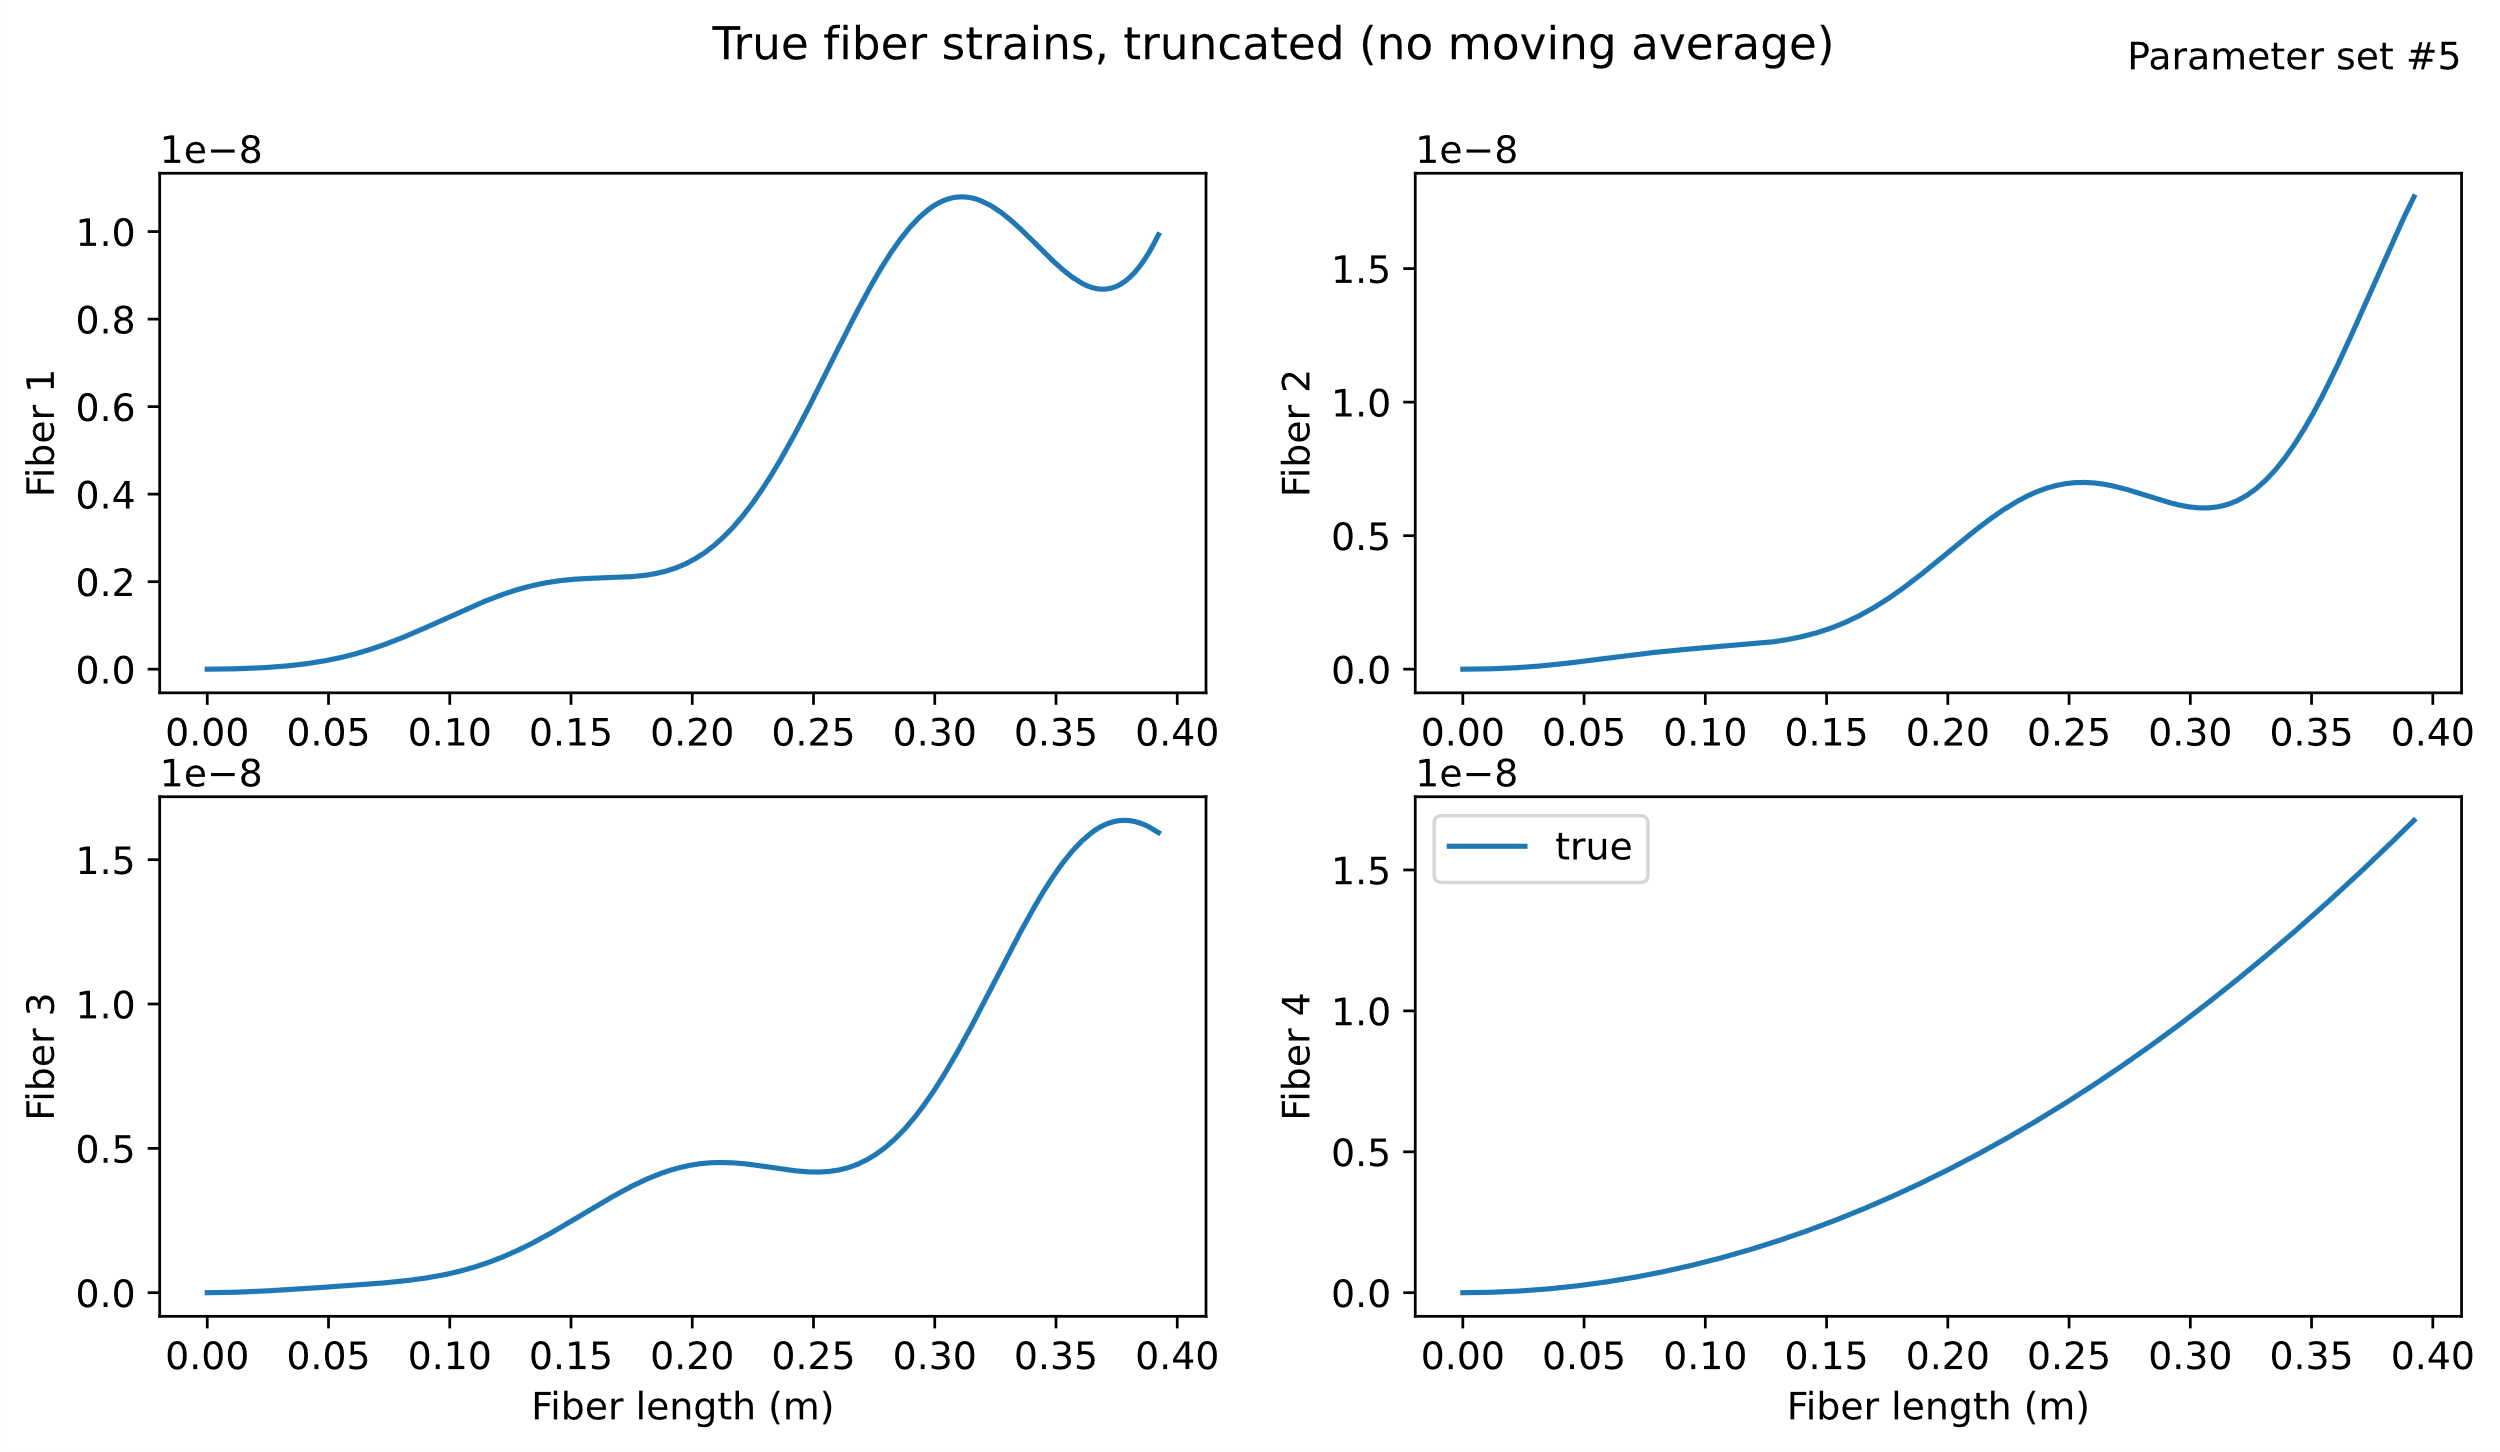 True fiber strains, truncated (no moving average)
Parameter set #5
1e−8
1.0
0.8
0.6
0.4
0.2
0.0
Fiber 1
0.00 0.05 0.10 0.15 0.20 0.25 0.30 0.35 0.40
1e−8
1.5
1.0
0.5
0.0
Fiber 2
0.00 0.05 0.10 0.15 0.20 0.25 0.30 0.35 0.40
1e−8
1.5
1.0
0.5
0.0
Fiber 3
0.00 0.05 0.10 0.15 0.20 0.25 0.30 0.35 0.40
Fiber length (m)
1e−8
true
1.5
1.0
0.5
0.0
Fiber 4
0.00 0.05 0.10 0.15 0.20 0.25 0.30 0.35 0.40
Fiber length (m)